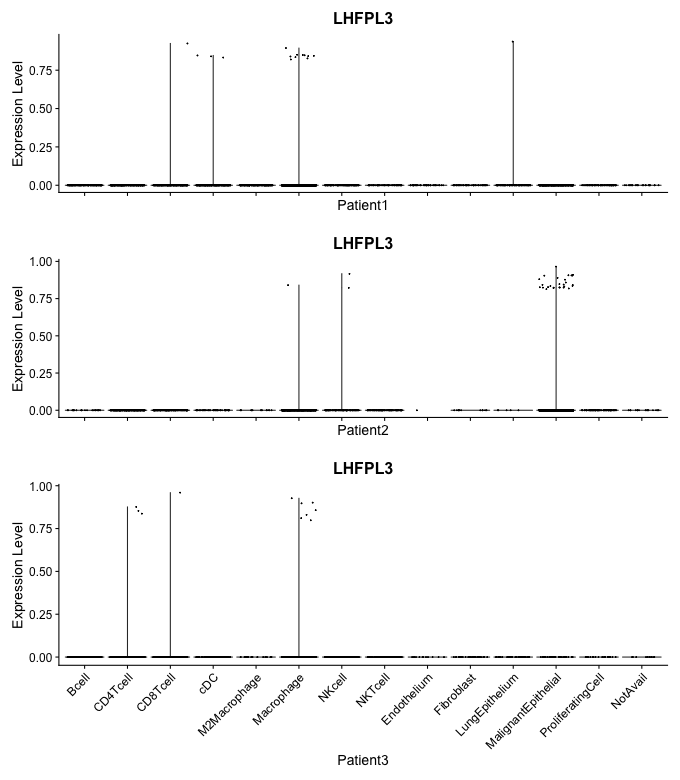 LHFPL3
Expression Level
0.75
0.50
0.25
0.00
Patient1
LHFPL3
Expression Level
1.00
0.75
0.50
0.25
0.00
Patient2
LHFPL3
Expression Level
1.00
0.75
0.50
0.25
0.00
Bcell
CD4Tcell
CD8Tcell
cDC
M2Macrophage
Macrophage
NKcell
NKTcell
Endothelium
Fibroblast
LungEpithelium
MalignantEpithelial
ProliferatingCell
NotAvail
Patient3